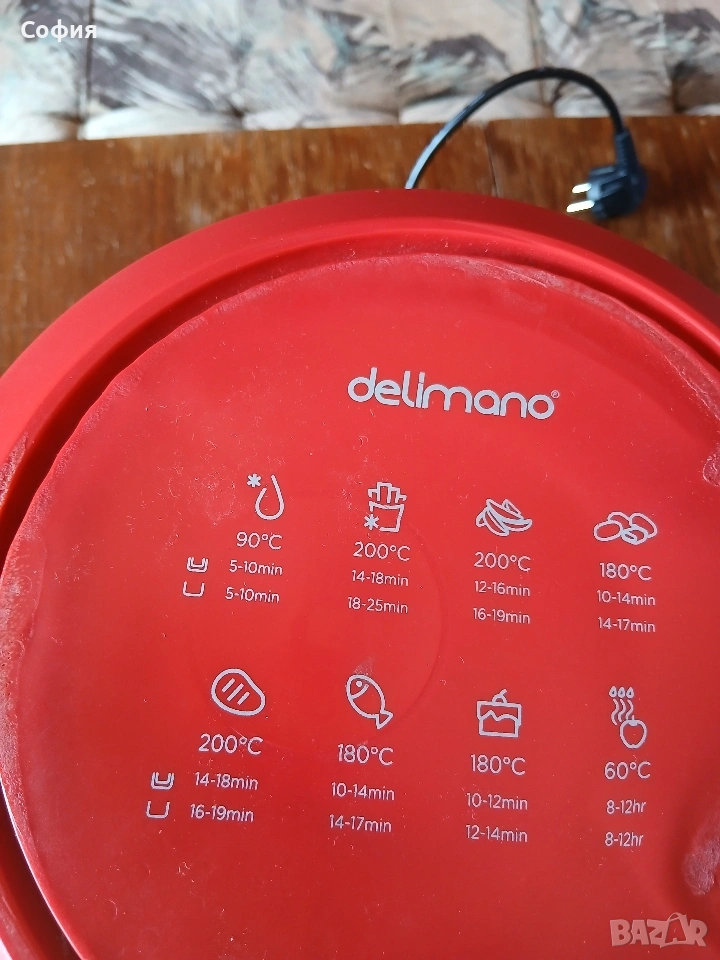 София
delimano®
90°C 200°C 200°C 180°C
5-10min 14-18min 12-16min 10-14min
5-10min 18-25min 16-19min 14-17min
200°C 180°C 180°C 60°C
14-18min 10-14min 10-12min 8-12hr
16-19min 14-17min 12-14min 8-12hr
BAZAR